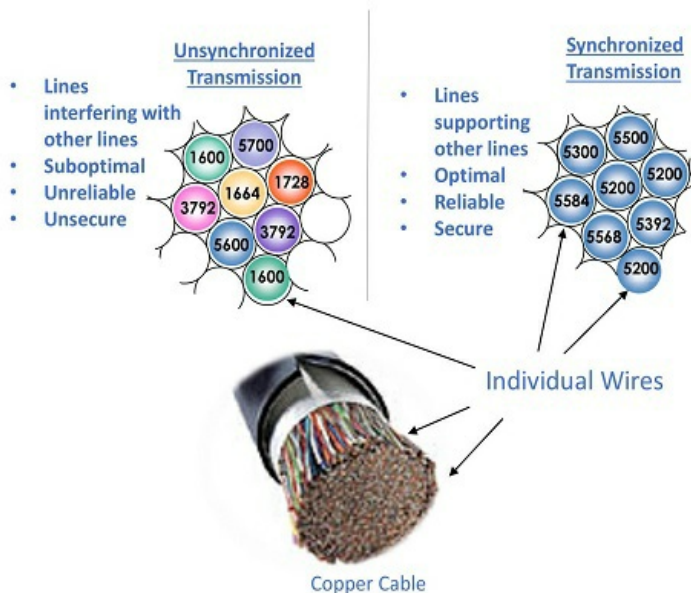 Unsynchronized
Transmission
• Lines
interfering with
other lines
• Suboptimal
• Unreliable
• Unsecure
1600
5700
1728
1664
3792
3792
5600
1600
Synchronized
Transmission
• Lines
supporting
other lines
• Optimal
• Reliable
• Secure
5500
5300
5200
5200
5584
5392
5568
5200
Individual Wires
Copper Cable